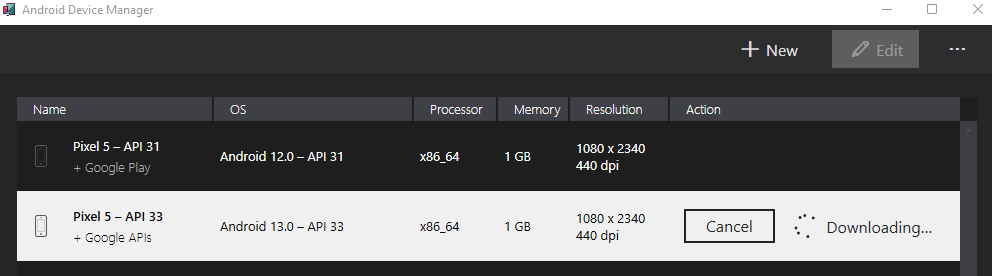 Android Device Manager
New Edit ...
Name OS Processor Memory Resolution Action
Pixel 5 – API 31 Android 12.0 – API 31 x86_64 1 GB 1080 x 2340
+ Google Play 440 dpi
Pixel 5 – API 33 Android 13.0 – API 33 x86_64 1 GB 1080 x 2340 Cancel Downloading...
+ Google APIs 440 dpi